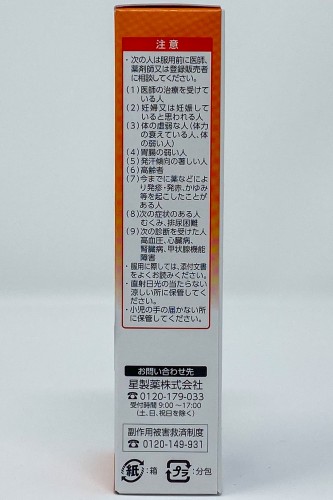 注意
・次の人は服用前に医師、
薬剤師又は登録販売者
に相談してください。
(1)医師の治療を受けて
いる人
(2)妊婦又は妊娠して
いると思われる人
(3)体の虚弱な人(体力
の衰えている人、体
の弱い人)
(4)胃腸の弱い人
(5)発汗傾向の著しい人
(6)高齢者
(7)今までに薬などによ
り発疹・発赤、かゆみ
等を起こしたことが
ある人
(8)次の症状のある人
むくみ、排尿困難
(9)次の診断を受けた人
高血圧、心臓病、
腎臓病、甲状腺機能
障害
・服用に際しては、添付文書
をよくお読みください。
・直射日光の当たらない
涼しい所に保管してく
ださい。
・小児の手の届かない所
に保管してください。
お問い合わせ先
星製薬株式会社
☎0120-179-033
受付時間 9:00〜17:00
(土、日、祝日を除く)
副作用被害救済制度
☎0120-149-931
紙:箱 プラ:分包